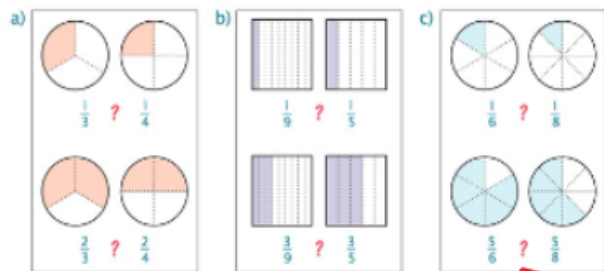 a)
1/3 ? 1/4
2/3 ? 2/4
b)
1/9 ? 1/5
3/9 ? 3/5
c)
1/6 ? 1/8
5/6 ? 5/8